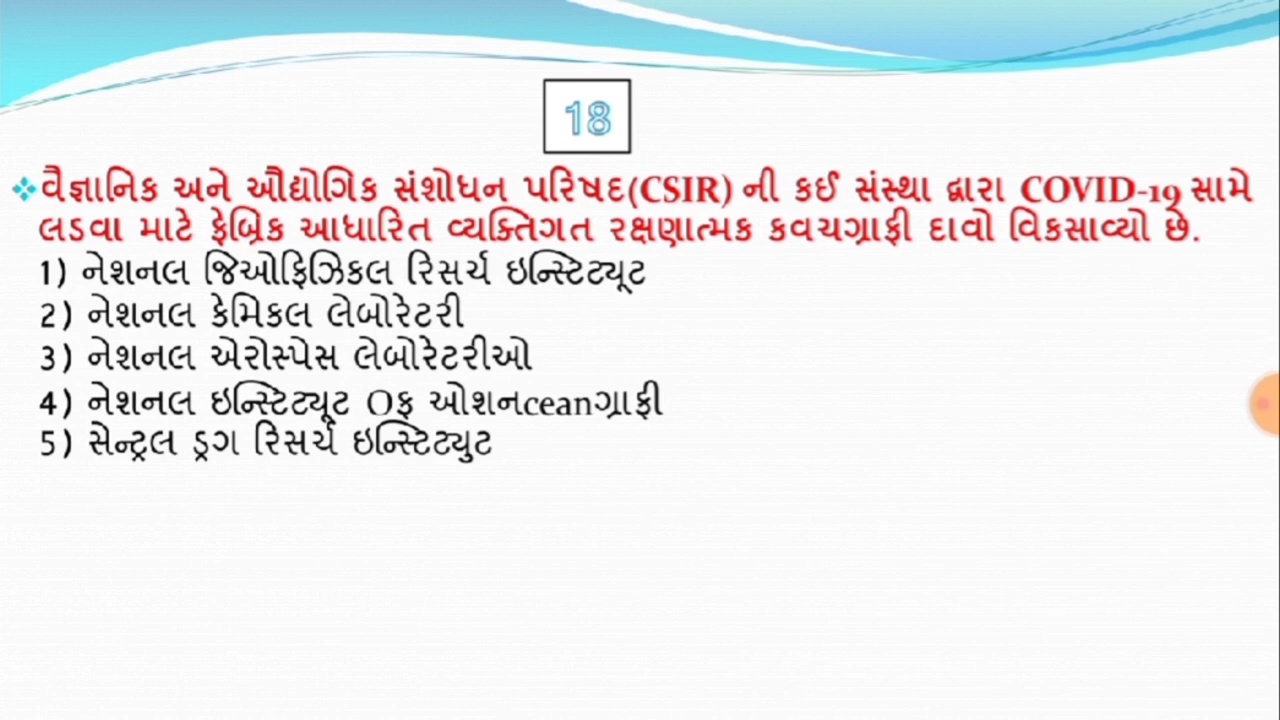 18
વૈજ્ઞાનિક અને ઔદ્યોગિક સંશોધન પરિષદ(CSIR) ની કઈ સંસ્થા દ્વારા COVID-19 સામે
લડવા માટે ફેબ્રિક આધારિત વ્યક્તિગત રક્ષણાત્મક કવચગ્રાફી દાવો વિકસાવ્યો છે.
1) નેશનલ જિઓફિઝિકલ રિસર્ચ ઇન્સ્ટિટ્યૂટ
2) નેશનલ કેમિકલ લેબોરેટરી
3) નેશનલ એરોસ્પેસ લેબોરેટરીઓ
4) નેશનલ ઇન્સ્ટિટ્યૂટ Oફ ઓશનceanગ્રાફી
5) સેન્ટ્રલ ડ્રગ રિસર્ચ ઇન્સ્ટિટ્યુટ